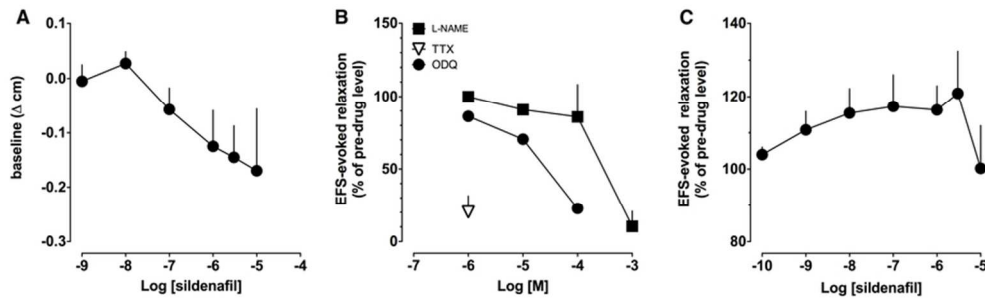 A
B
C
baseline (Δ cm)
0.1
0.0
-0.1
-0.2
-0.3
-9
-8
-7
-6
-5
-4
Log [sildenafil]
EFS-evoked relaxation
(% of pre-drug level)
150
100
50
0
L-NAME
TTX
ODQ
-7
-6
-5
-4
-3
Log [M]
EFS-evoked relaxation
(% of pre-drug level)
140
120
100
80
-10
-9
-8
-7
-6
-5
Log [sildenafil]